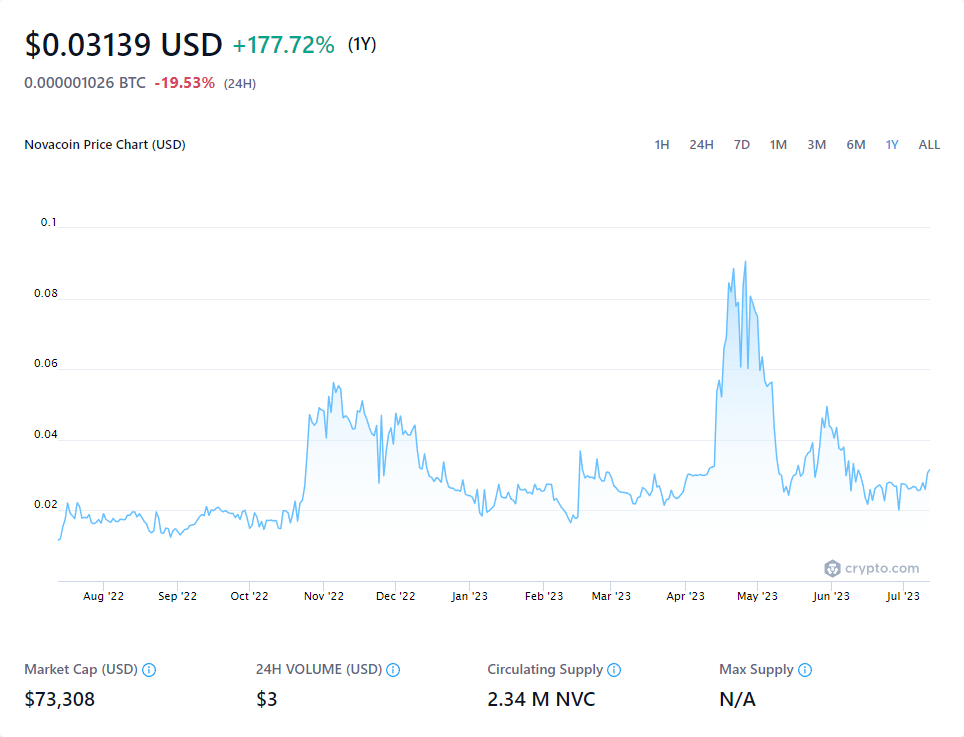 $0.03139 USD +177.72% (1Y)
0.000001026 BTC -19.53% (24H)
Novacoin Price Chart (USD) 1H 24H 7D 1M 3M 6M 1Y ALL
0.1
0.08
0.06
0.04
0.02
crypto.com
Aug '22 Sep '22 Oct '22 Nov '22 Dec '22 Jan '23 Feb '23 Mar '23 Apr '23 May '23 Jun '23 Jul '23
Market Cap (USD) 24H VOLUME (USD) Circulating Supply Max Supply
$73,308 $3 2.34 M NVC N/A